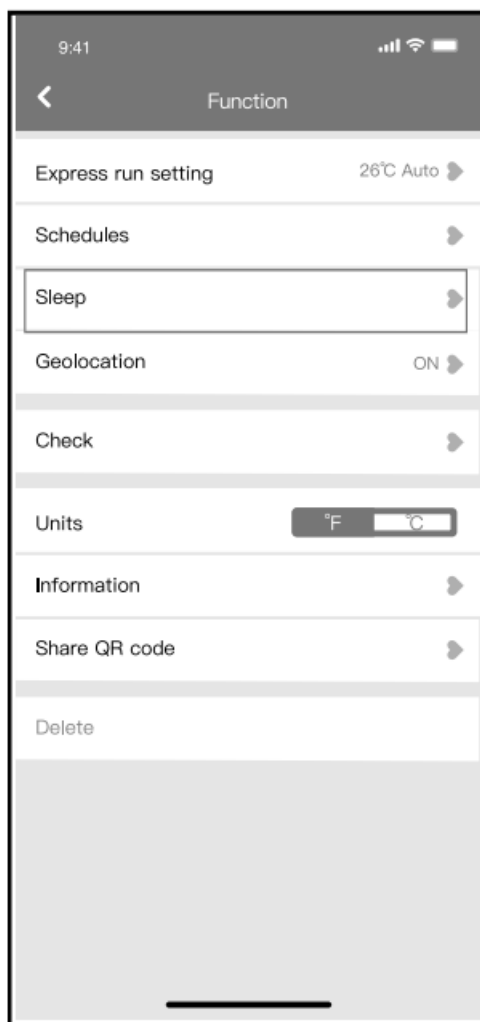 9:41
Function
Express run setting 26℃ Auto
Schedules
Sleep
Geolocation ON
Check
Units °F ℃
Information
Share QR code
Delete